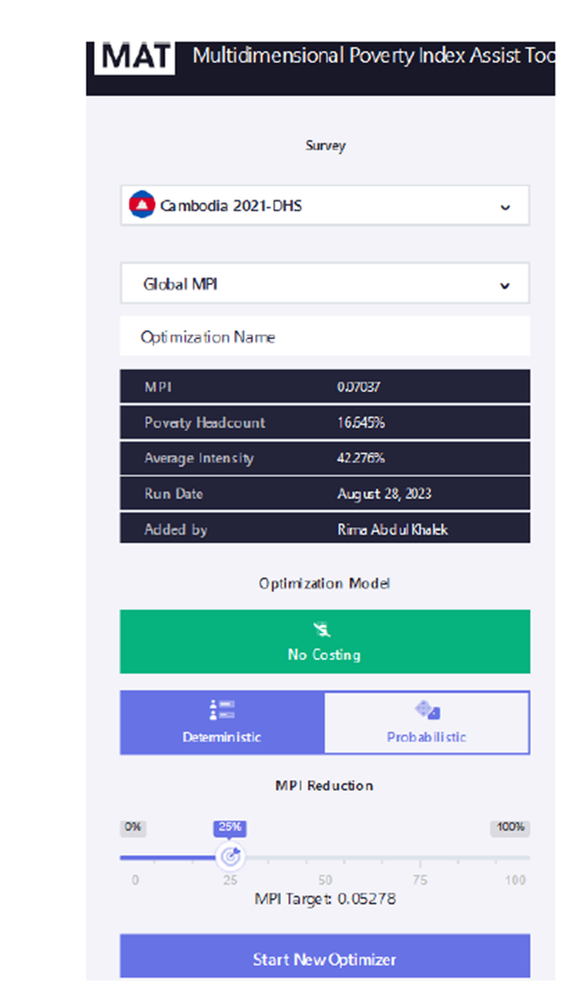 MAT Multidimensional Poverty Index Assist Too
Survey
Cambodia 2021-DHS
Global MPI
Optimization Name
MPI 0.07037
Poverty Headcount 16.645%
Average Intensity 42.276%
Run Date August 28, 2023
Added by Rima Abdul Khalek
Optimization Model
No Costing
Deterministic Probabilistic
MPI Reduction
0% 25% 100%
0 25 50 75 100
MPI Target: 0.05278
Start New Optimizer